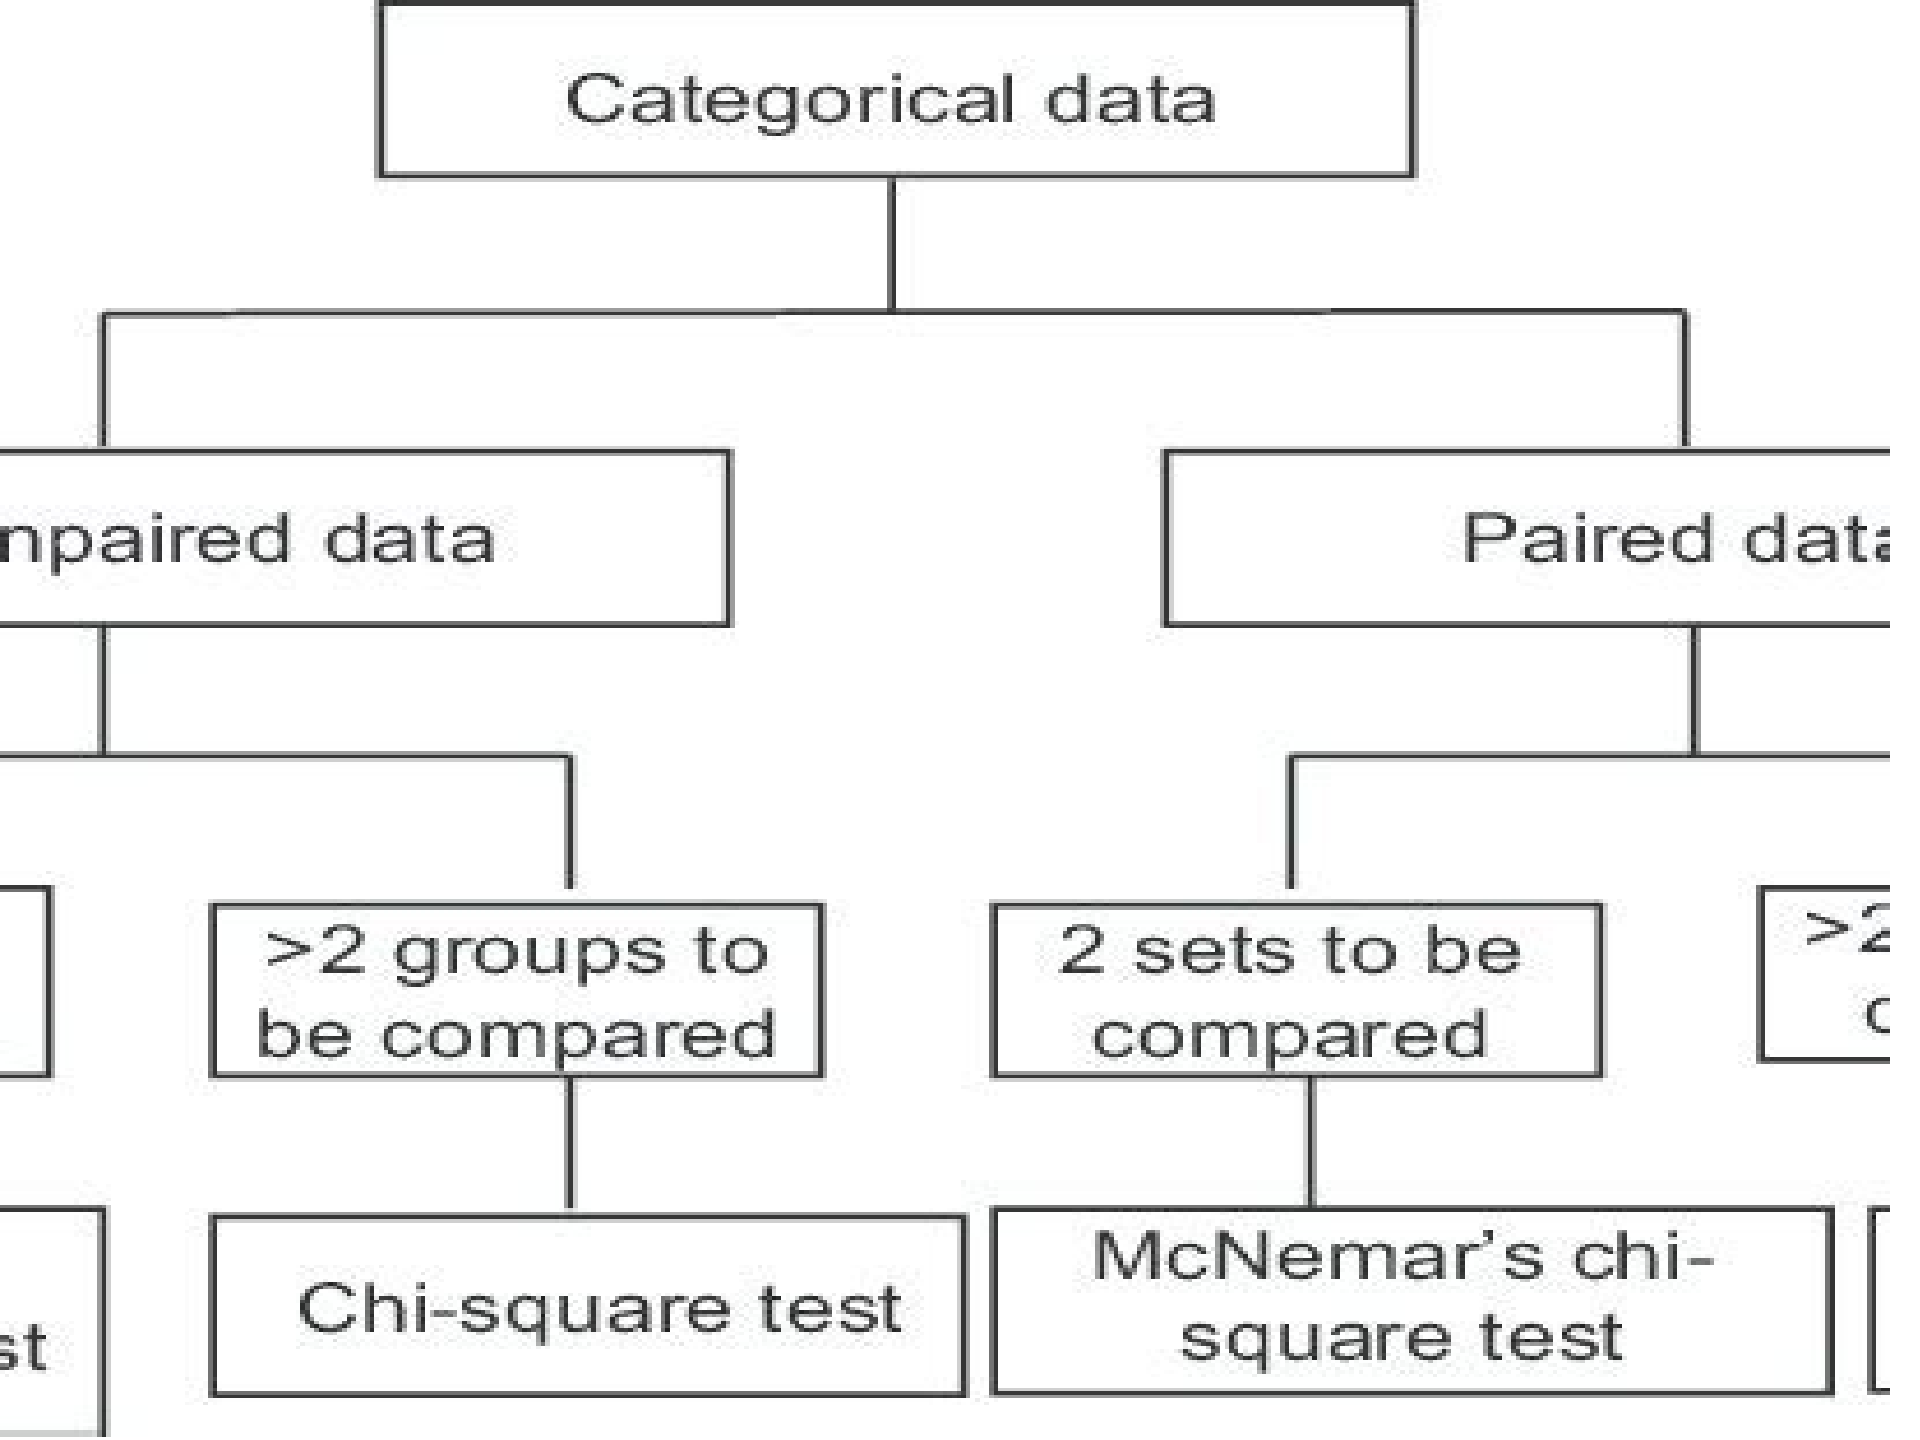 Categorical data
npaired data
Paired data
>2 groups to
be compared
2 sets to be
compared
>2
Chi-square test
McNemar's chi-
square test
st